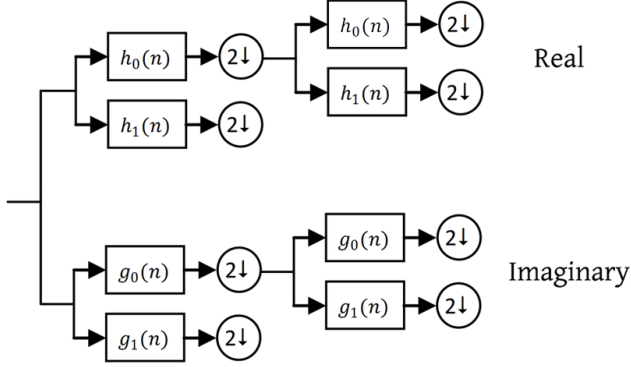 h₀(n) 2↓ h₀(n) 2↓
h₁(n) 2↓ h₁(n) 2↓
Real
g₀(n) 2↓ g₀(n) 2↓
g₁(n) 2↓ g₁(n) 2↓
Imaginary